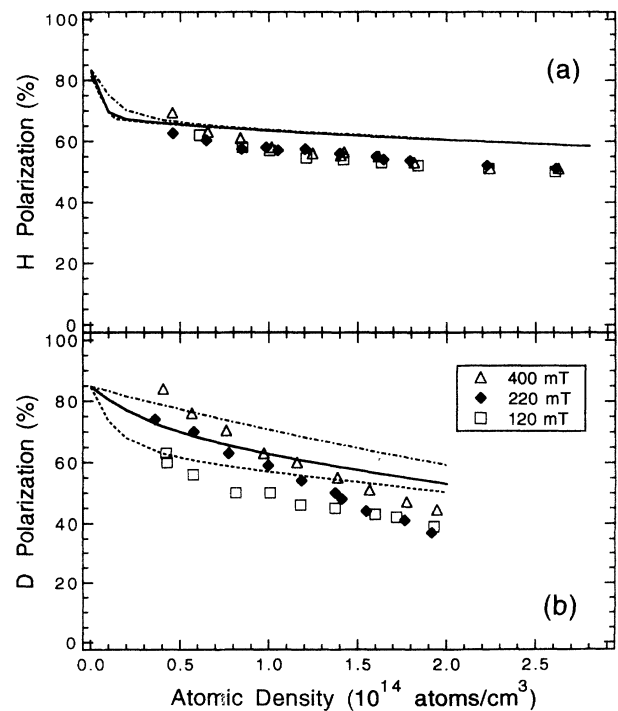 100
80
60
40
20
0
H Polarization (%)
(a)
100
80
60
40
20
0
D Polarization (%)
400 mT
220 mT
120 mT
(b)
0.0 0.5 1.0 1.5 2.0 2.5
Atomic Density (10^14 atoms/cm^3)